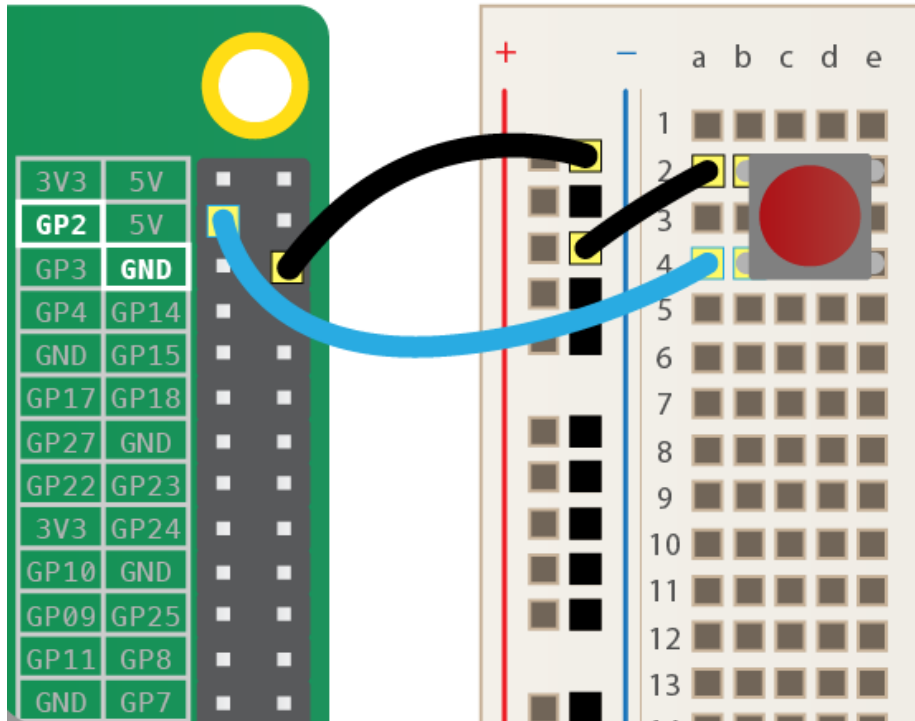 + − a b c d e
1
3V3 5V 2
GP2 5V 3
GP3 GND 4
GP4 GP14 5
GND GP15 6
GP17 GP18 7
GP27 GND 8
GP22 GP23 9
3V3 GP24 10
GP10 GND 11
GP09 GP25 12
GP11 GP8 13
GND GP7